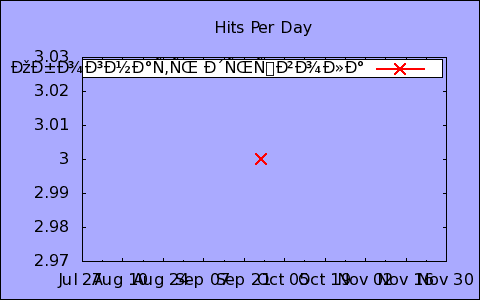 Hits Per Day
3.03
ÐžÐ±Ð¾Ð³Ð½Ð°Ñ‚ÑŒ Ð´ÑŒÑÐ²Ð¾Ð»Ð°
3.02
3.01
3
2.99
2.98
2.97
Jul 27 Aug 10 Aug 24 Sep 07 Sep 21 Oct 05 Oct 19 Nov 02 Nov 16 Nov 30